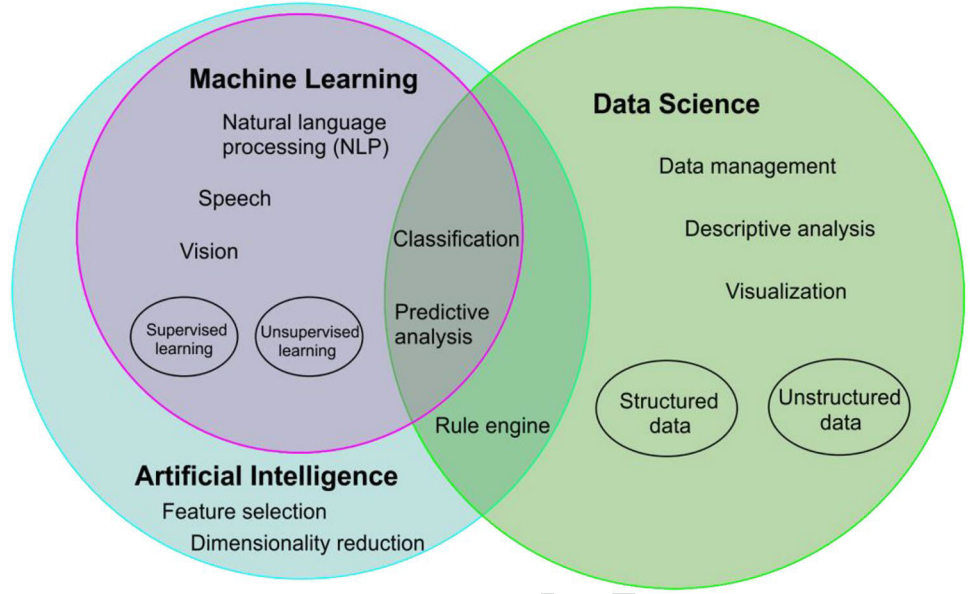 Machine Learning
Natural language
processing (NLP)
Speech
Vision
Supervised
learning
Unsupervised
learning
Classification
Predictive
analysis
Rule engine
Artificial Intelligence
Feature selection
Dimensionality reduction
Data Science
Data management
Descriptive analysis
Visualization
Structured
data
Unstructured
data